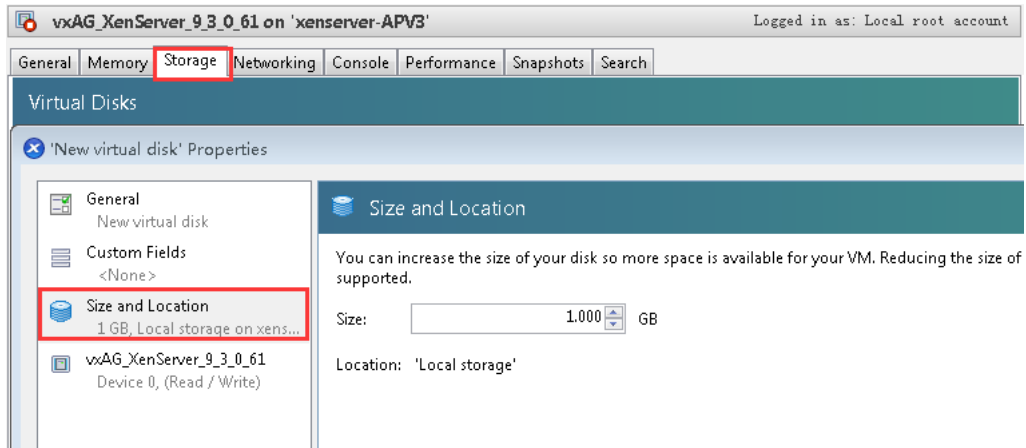 vxAG_XenServer_9_3_0_61 on 'xenserver-APV3' Logged in as: Local root account
General Memory Storage Networking Console Performance Snapshots Search
Virtual Disks
'New virtual disk' Properties
General
New virtual disk
Custom Fields
<None>
Size and Location
1 GB, Local storage on xens...
vxAG_XenServer_9_3_0_61
Device 0, (Read / Write)
Size and Location
You can increase the size of your disk so more space is available for your VM. Reducing the size of
supported.
Size: 1.000 GB
Location: 'Local storage'